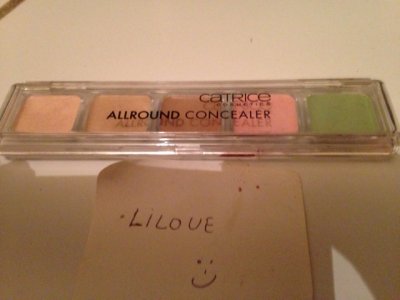 CATRICE
cosmetics
ALLROUND CONCEALER
LILOUE
:)